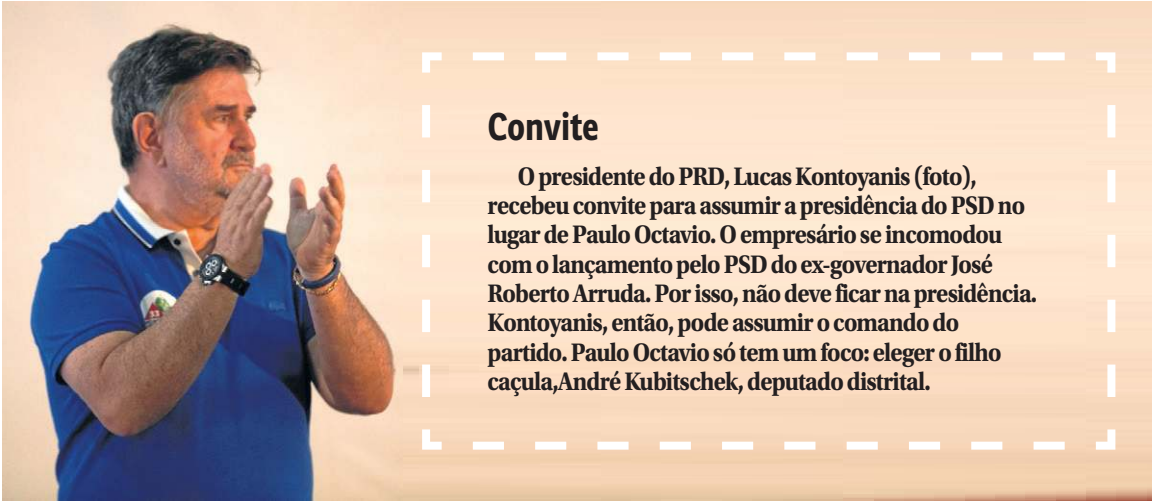 Convite
O presidente do PRD, Lucas Kontoyanis (foto),
recebeu convite para assumir a presidência do PSD no
lugar de Paulo Octavio. O empresário se incomodou
com o lançamento pelo PSD do ex-governador José
Roberto Arruda. Por isso, não deve ficar na presidência.
Kontoyanis, então, pode assumir o comando do
partido. Paulo Octavio só tem um foco: eleger o filho
caçula,André Kubitschek, deputado distrital.